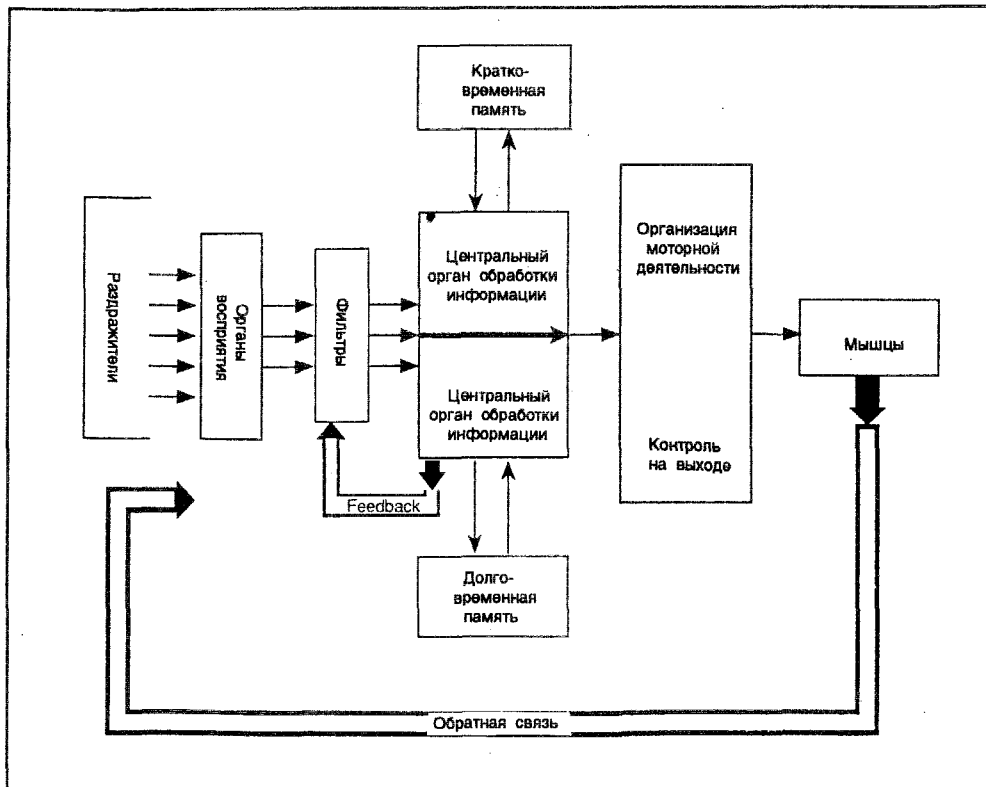 Кратко-
временная
память
Раздражители
Органы
восприятия
Фильтры
Центральный
орган обработки
информации
Центральный
орган обработки
информации
Организация
моторной
деятельности
Контроль
на выходе
Мышцы
Feedback
Долго-
временная
память
Обратная связь